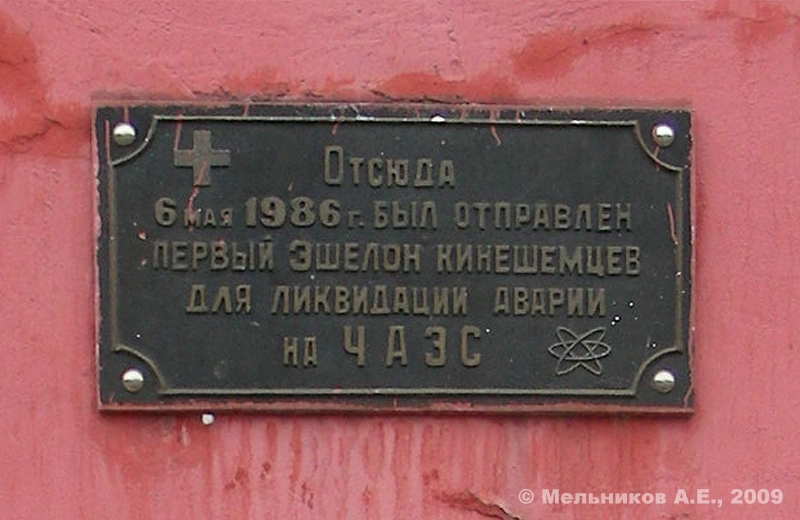 Отсюда
6 мая 1986 г. был отправлен
первый эшелон кинешемцев
для ликвидации аварии
на ЧАЭС
© Мельников А.Е., 2009